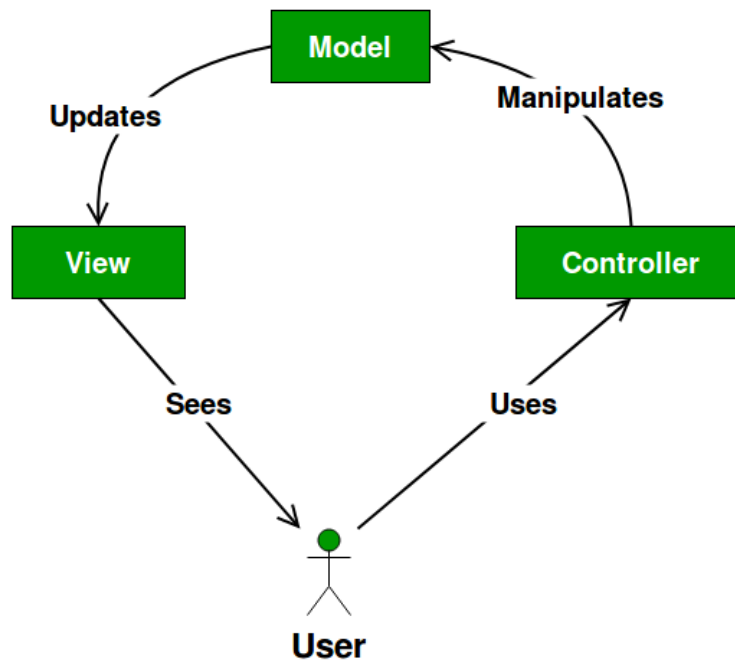 Model
Updates
Manipulates
View
Controller
Sees
Uses
User